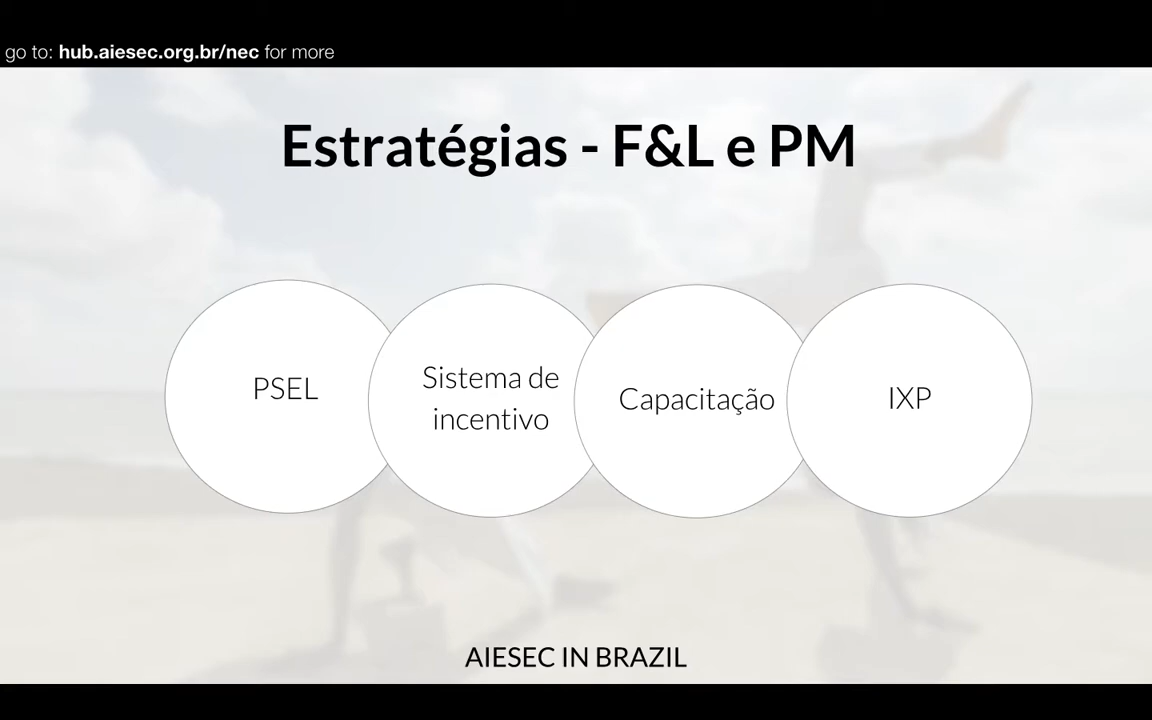 go to: hub.aiesec.org.br/nec for more
Estratégias - F&L e PM
PSEL
Sistema de
incentivo
Capacitação
IXP
AIESEC IN BRAZIL